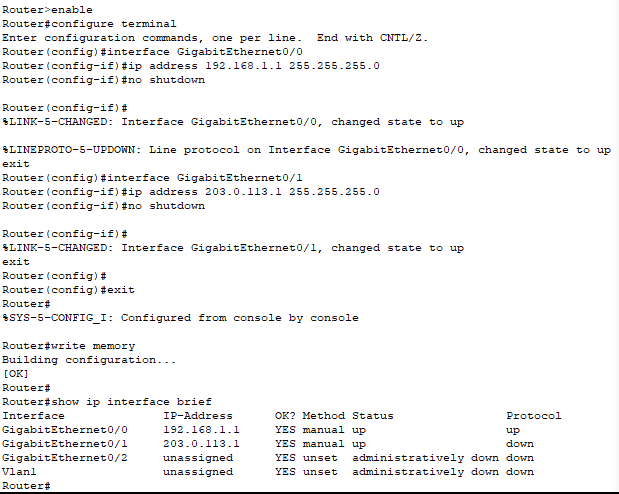 Router>enable
Router#configure terminal
Enter configuration commands, one per line.  End with CNTL/Z.
Router(config)#interface GigabitEthernet0/0
Router(config-if)#ip address 192.168.1.1 255.255.255.0
Router(config-if)#no shutdown
Router(config-if)#
%LINK-5-CHANGED: Interface GigabitEthernet0/0, changed state to up
%LINEPROTO-5-UPDOWN: Line protocol on Interface GigabitEthernet0/0, changed state to up
exit
Router(config)#interface GigabitEthernet0/1
Router(config-if)#ip address 203.0.113.1 255.255.255.0
Router(config-if)#no shutdown
Router(config-if)#
%LINK-5-CHANGED: Interface GigabitEthernet0/1, changed state to up
exit
Router(config)#
Router(config)#exit
Router#
%SYS-5-CONFIG_I: Configured from console by console
Router#write memory
Building configuration...
[OK]
Router#
Router#show ip interface brief
Interface              IP-Address      OK? Method Status                Protocol
GigabitEthernet0/0     192.168.1.1     YES manual up                    up
GigabitEthernet0/1     203.0.113.1     YES manual up                    down
GigabitEthernet0/2     unassigned      YES unset  administratively down down
Vlan1                  unassigned      YES unset  administratively down down
Router#